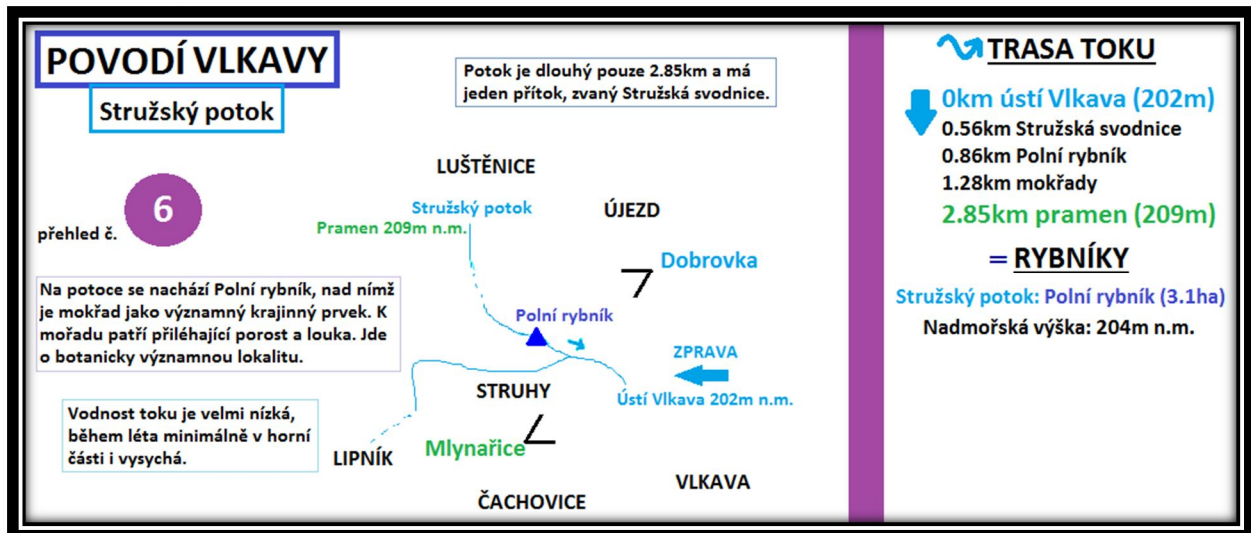 POVODÍ VLKAVY
Stružský potok
Potok je dlouhý pouze 2.85km a má
jeden přítok, zvaný Stružská svodnice.
přehled č.
6
Na potoce se nachází Polní rybník, nad nímž
je mokřad jako významný krajinný prvek. K
mořadu patří přiléhající porost a louka. Jde
o botanicky významnou lokalitu.
Vodnost toku je velmi nízká,
během léta minimálně v horní
části i vysychá.
LUŠTĚNICE
Stružský potok
Pramen 209m n.m.
ÚJEZD
Dobrovka
Polní rybník
ZPRAVA
STRUHY
Ústí Vlkava 202m n.m.
Mlynařice
LIPNÍK
VLKAVA
ČACHOVICE
TRASA TOKU
0km ústí Vlkava (202m)
0.56km Stružská svodnice
0.86km Polní rybník
1.28km mokřady
2.85km pramen (209m)
= RYBNÍKY
Stružský potok: Polní rybník (3.1ha)
Nadmořská výška: 204m n.m.